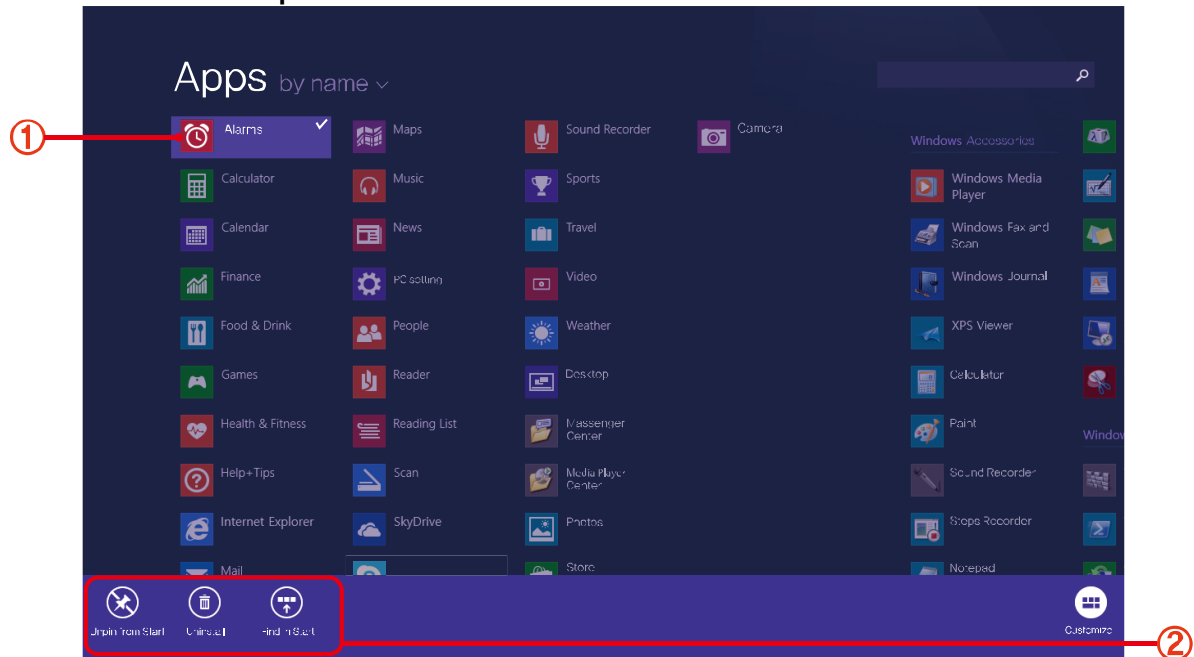 Apps by name
① Alarms
Calculator
Calendar
Finance
Food & Drink
Games
Health & Fitness
Help+Tips
Internet Explorer
Mail
Maps
Music
News
PC setting
People
Reader
Reading List
Scan
SkyDrive
Sound Recorder
Sports
Travel
Video
Weather
Desktop
Massenger
Center
Media Player
Center
Photos
Store
Camera
Windows Accessories
Windows Media
Player
Windows Fax and
Scan
Windows Journal
XPS Viewer
Calculator
Paint
Sound Recorder
Steps Recorder
Notepad
Window
Unpin from Start
Uninstall
Find in Start
Customize
②